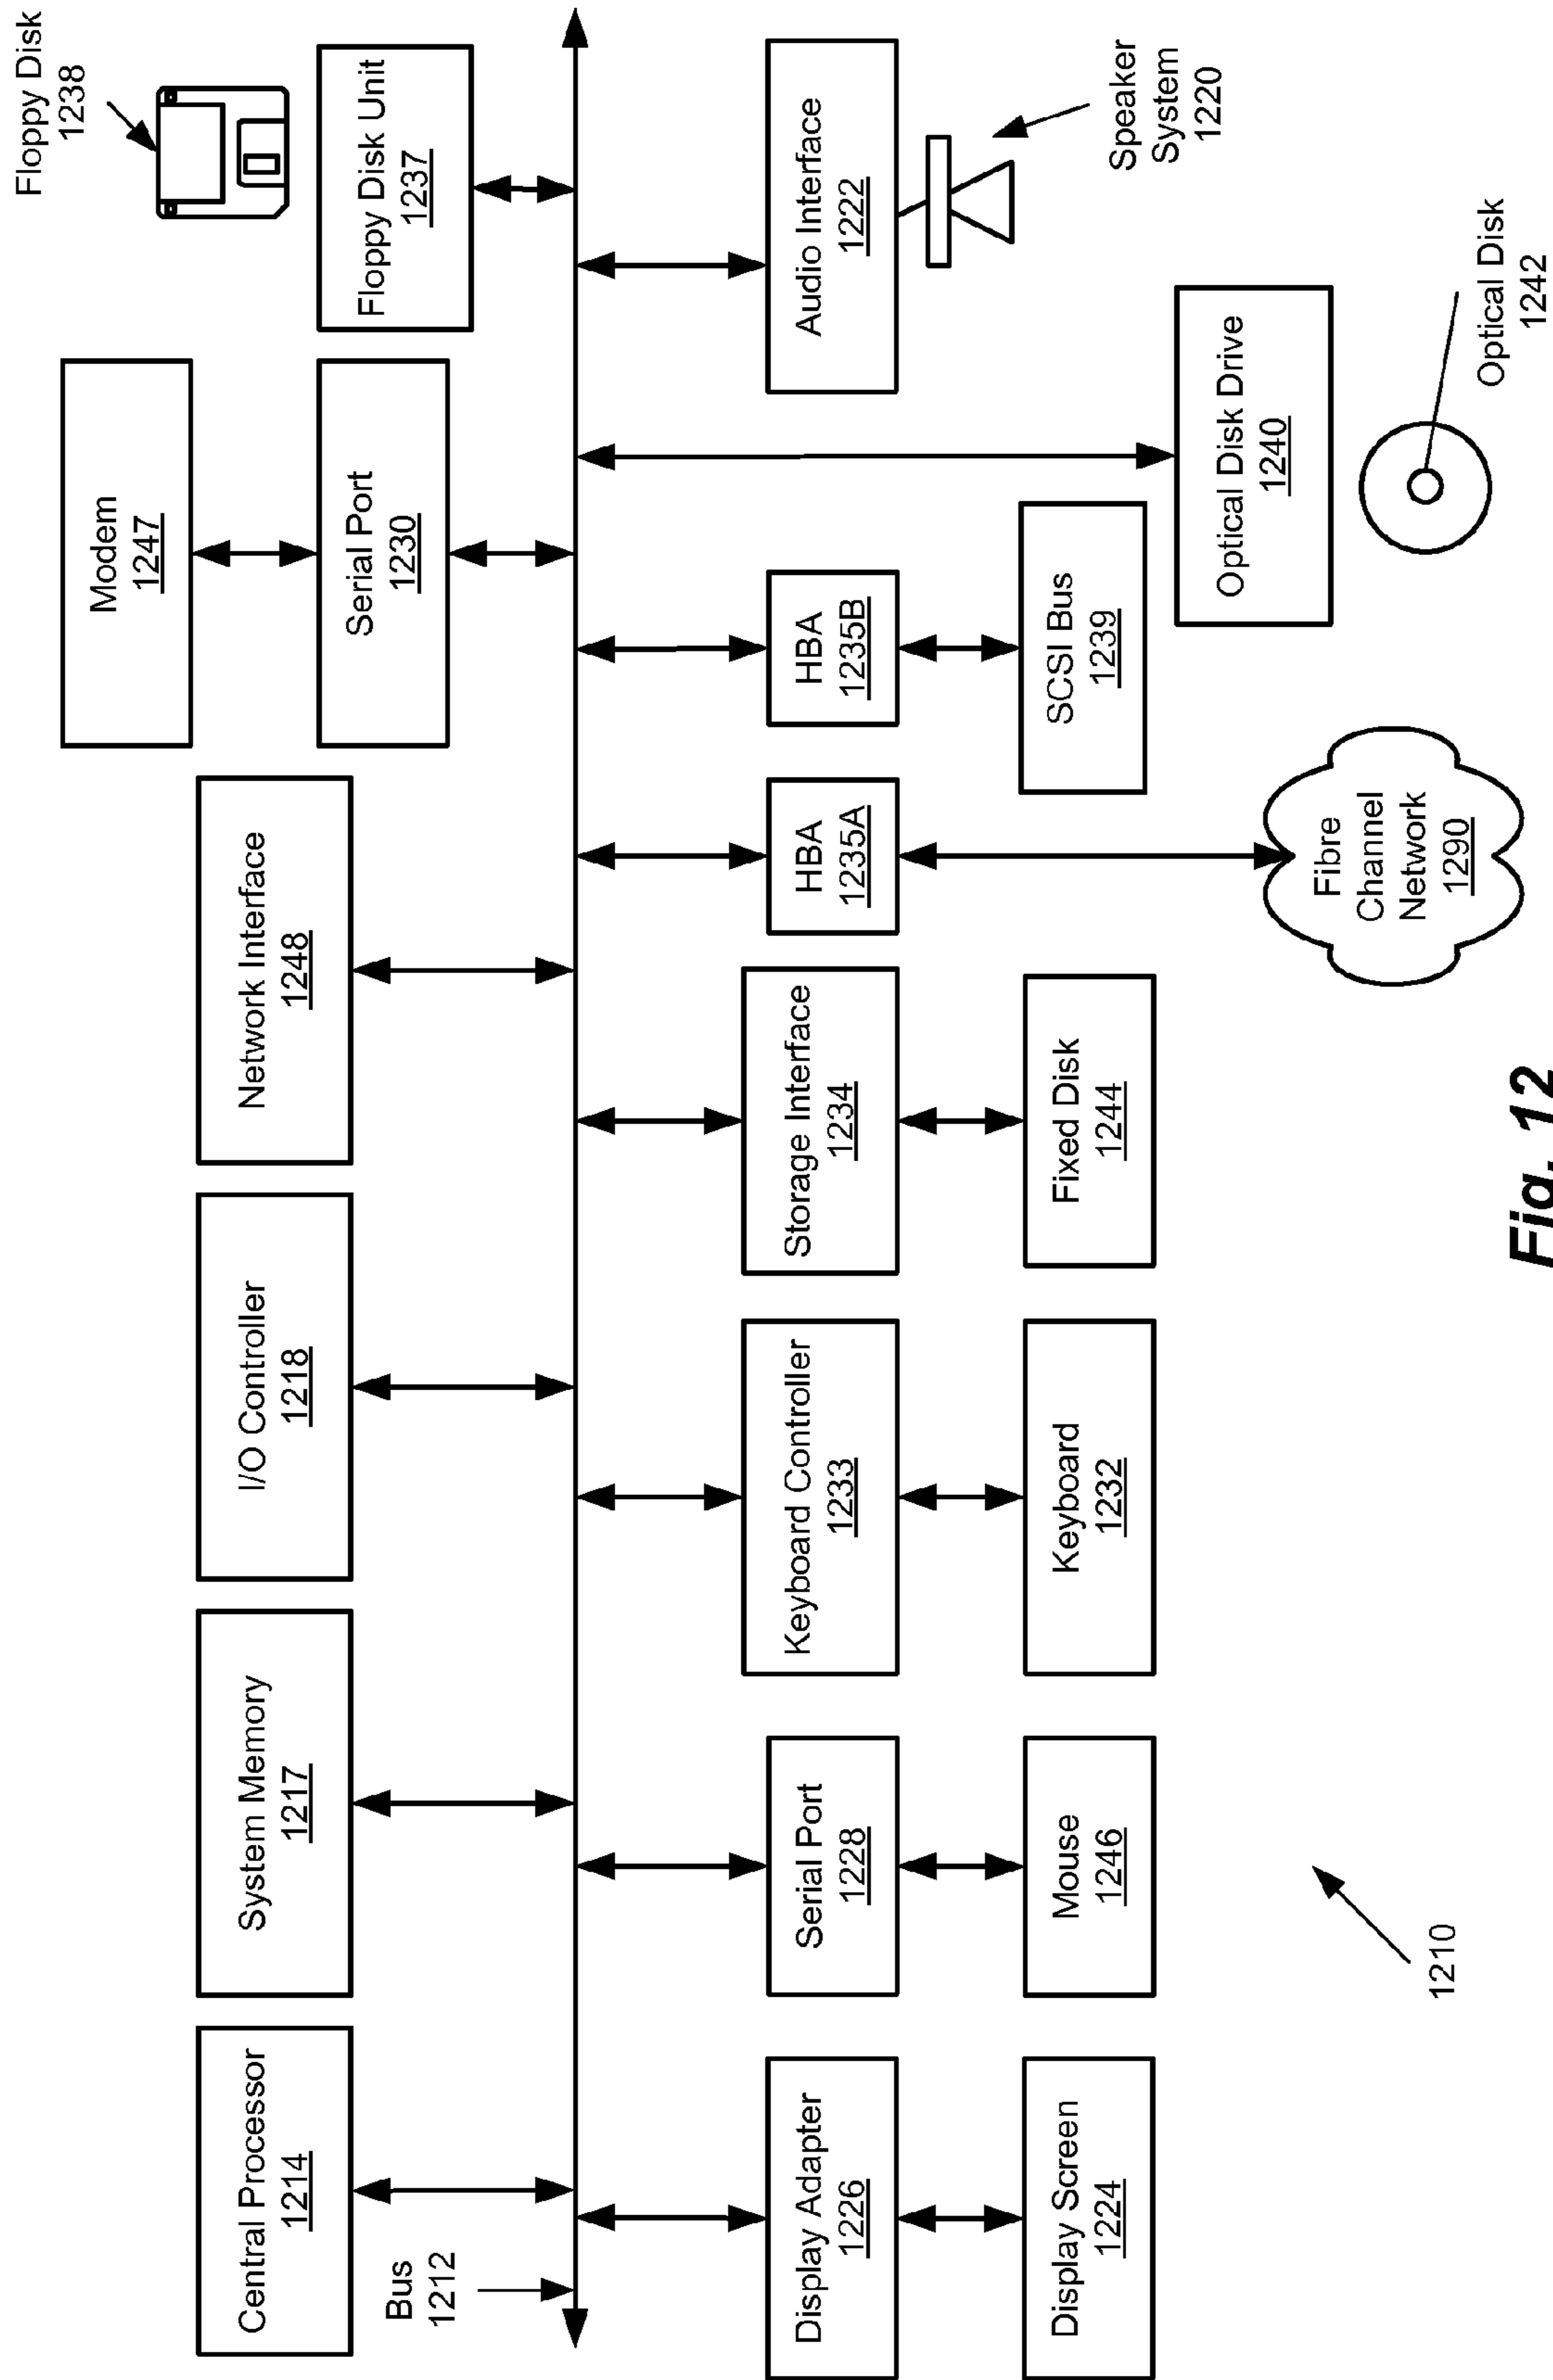 Floppy Disk
1238
Modem
1247
Floppy Disk Unit
1237
Serial Port
1230
Central Processor
1214
System Memory
1217
I/O Controller
1218
Network Interface
1248
Bus
1212
Display Adapter
1226
Serial Port
1228
Keyboard Controller
1233
Storage Interface
1234
HBA
1235A
HBA
1235B
Audio Interface
1222
Display Screen
1224
Mouse
1246
Keyboard
1232
Fixed Disk
1244
SCSI Bus
1239
Speaker
System
1220
Optical Disk Drive
1240
Fibre
Channel
Network
1290
Optical Disk
1242
1210
Fig. 12